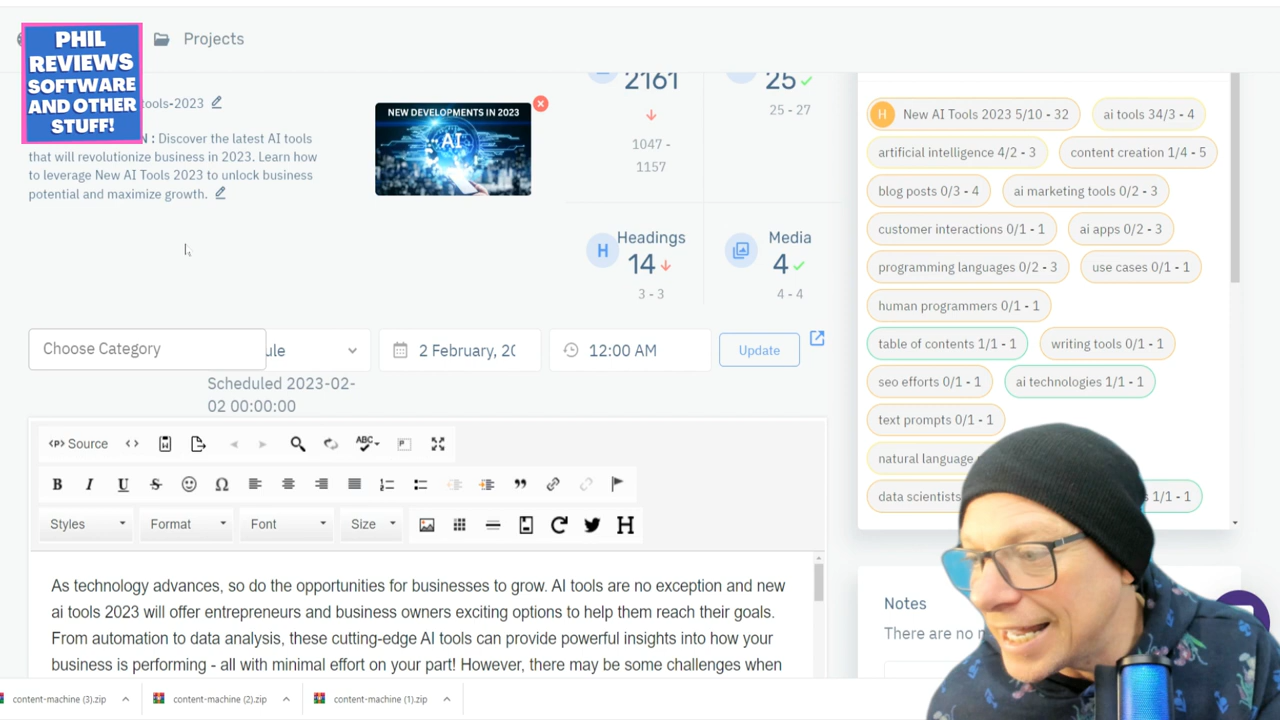 PHIL
REVIEWS
SOFTWARE
AND OTHER
STUFF!
Projects
tools-2023
N : Discover the latest AI tools
that will revolutionize business in 2023. Learn how
to leverage New AI Tools 2023 to unlock business
potential and maximize growth.
NEW DEVELOPMENTS IN 2023
AI
2161
1047 -
1157
25
25 - 27
H
Headings
14
3 - 3
Media
4
4 - 4
Choose Category
ule
2 February, 20
12:00 AM
Update
Scheduled 2023-02-
02 00:00:00
Source
ABC
B I U S Ω
Styles
Format
Font
Size
H
As technology advances, so do the opportunities for businesses to grow. AI tools are no exception and new
ai tools 2023 will offer entrepreneurs and business owners exciting options to help them reach their goals.
From automation to data analysis, these cutting-edge AI tools can provide powerful insights into how your
business is performing - all with minimal effort on your part! However, there may be some challenges when
H New AI Tools 2023 5/10 - 32
ai tools 34/3 - 4
artificial intelligence 4/2 - 3
content creation 1/4 - 5
blog posts 0/3 - 4
ai marketing tools 0/2 - 3
customer interactions 0/1 - 1
ai apps 0/2 - 3
programming languages 0/2 - 3
use cases 0/1 - 1
human programmers 0/1 - 1
table of contents 1/1 - 1
writing tools 0/1 - 1
seo efforts 0/1 - 1
ai technologies 1/1 - 1
text prompts 0/1 - 1
natural language
data scientists
1/1 - 1
Notes
There are no
content-machine (3).zip
content-machine (2).zip
content-machine (1).zip